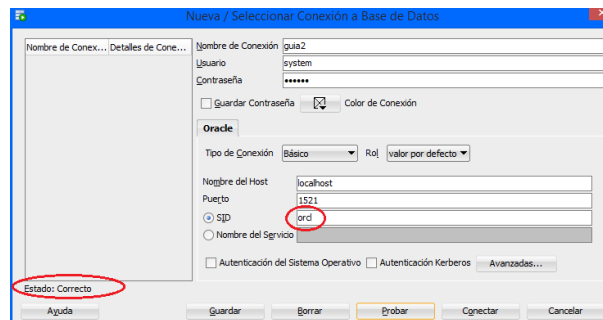 Nueva / Seleccionar Conexión a Base de Datos
Nombre de Conex... Detalles de Cone...
Nombre de Conexión guia2
Usuario system
Contraseña ••••••
Guardar Contraseña Color de Conexión
Oracle
Tipo de Conexión Básico Rol valor por defecto
Nombre del Host localhost
Puerto 1521
SID orcl
Nombre del Servicio
Autenticación del Sistema Operativo Autenticación Kerberos Avanzadas...
Estado: Correcto
Ayuda Guardar Borrar Probar Conectar Cancelar